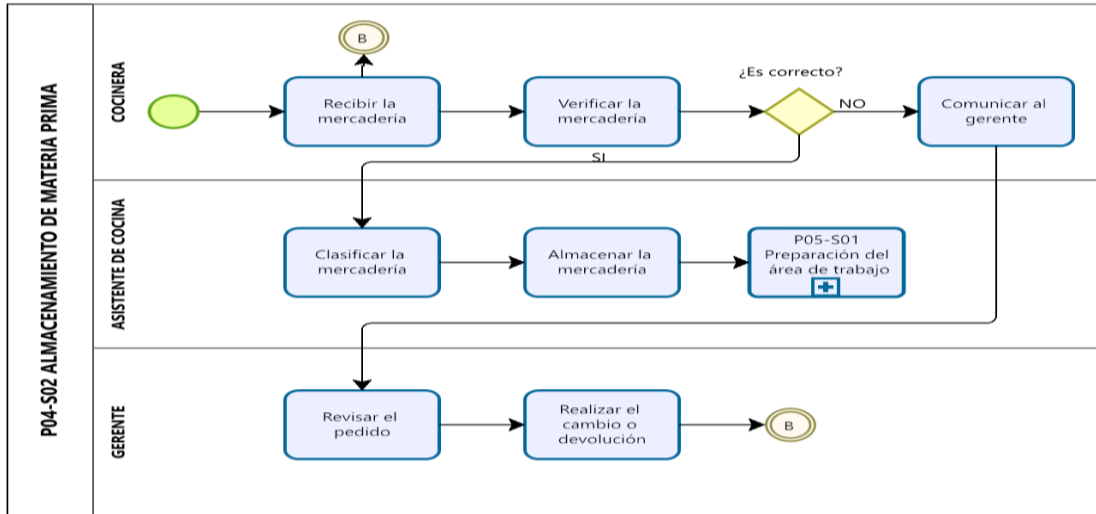 P04-S02 ALMACENAMIENTO DE MATERIA PRIMA
COCINERA
B
¿Es correcto?
Recibir la
mercadería
Verificar la
mercadería
NO
Comunicar al
gerente
SI
ASISTENTE DE COCINA
Clasificar la
mercadería
Almacenar la
mercadería
P05-S01
Preparación del
área de trabajo
GERENTE
Revisar el
pedido
Realizar el
cambio o
devolución
B